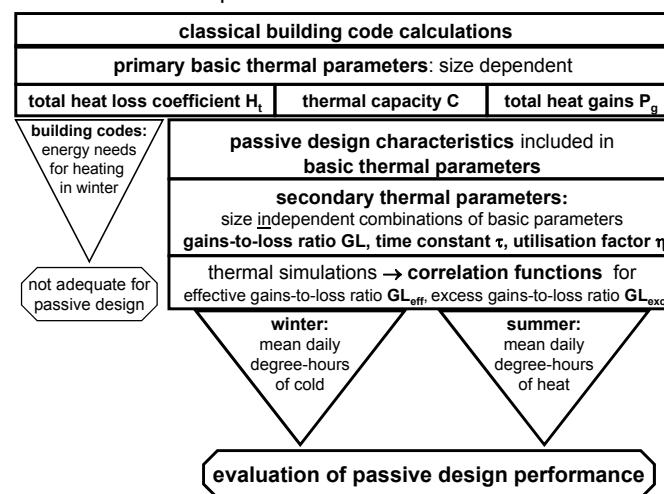 classical building code calculations
primary basic thermal parameters: size dependent
total heat loss coefficient Ht
thermal capacity C
total heat gains Pg
building codes:
energy needs
for heating
in winter
not adequate for
passive design
passive design characteristics included in
basic thermal parameters
secondary thermal parameters:
size independent combinations of basic parameters
gains-to-loss ratio GL, time constant τ, utilisation factor η
thermal simulations → correlation functions for
effective gains-to-loss ratio GLeff, excess gains-to-loss ratio GLexc
winter:
mean daily
degree-hours
of cold
summer:
mean daily
degree-hours
of heat
evaluation of passive design performance